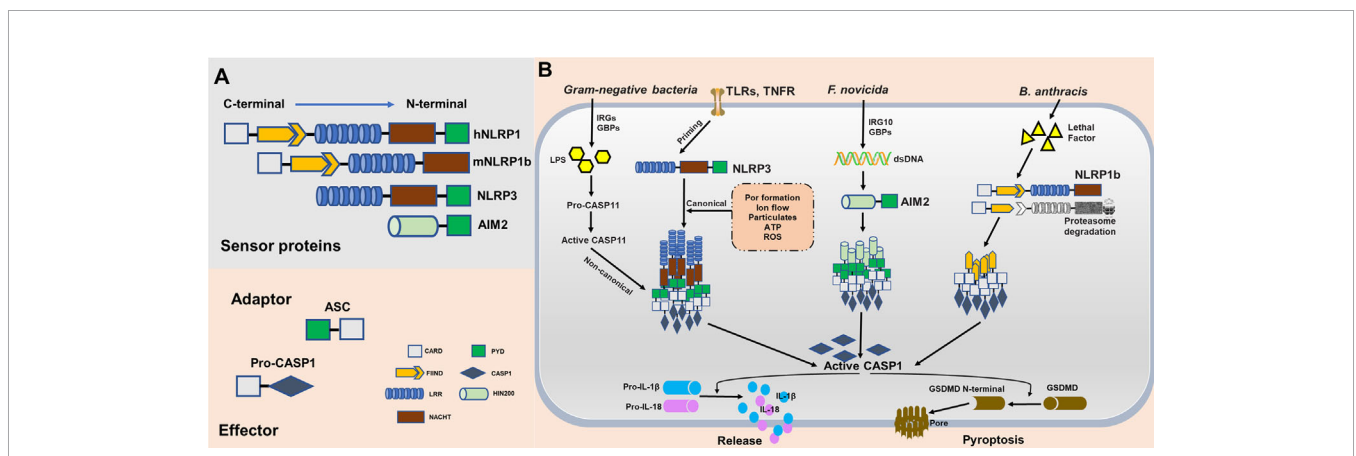 A
C-terminal
N-terminal
hNLRP1
mNLRP1b
NLRP3
AIM2
Sensor proteins
Adaptor
ASC
Pro-CASP1
CARD
PYD
FIIND
CASP1
LRR
HIN200
NACHT
Effector
B
Gram-negative bacteria
TLRs, TNFR
F. novicida
B. anthracis
IRGs
GBPs
Priming
IRG10
GBPs
Lethal
Factor
LPS
NLRP3
dsDNA
NLRP1b
Pro-CASP11
Canonical
Por formation
Ion flow
Particulates
ATP
ROS
AIM2
Proteasome
degradation
Active CASP11
Non-canonical
Active CASP1
Pro-IL-1β
IL-1β
Pro-IL-18
IL-18
GSDMD N-terminal
GSDMD
Pore
Release
Pyroptosis